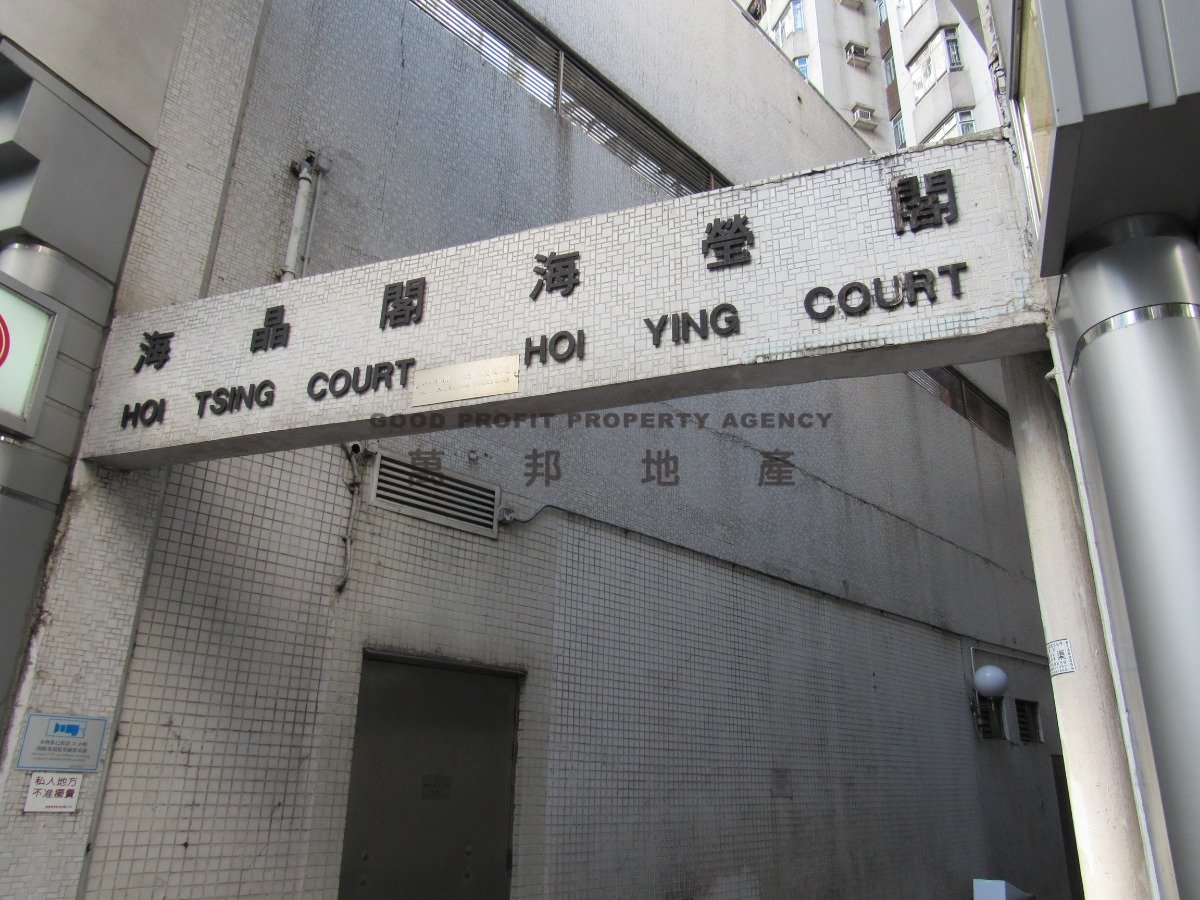 海晶閣 海瑩閣
HOI TSING COURT HOI YING COURT
GOOD PROFIT PROPERTY AGENCY
萬邦地產
私人地方
不准擺賣